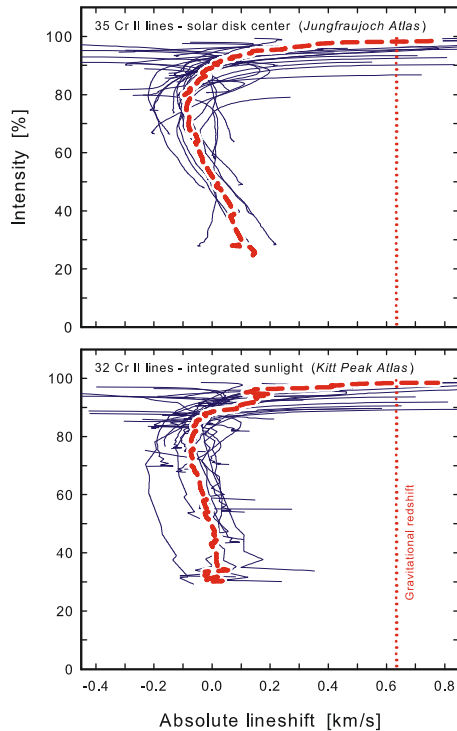 35 Cr II lines - solar disk center (Jungfraujoch Atlas)
100
80
60
40
20
0
Intensity [%]
32 Cr II lines - integrated sunlight (Kitt Peak Atlas)
100
80
60
40
20
0
Gravitational redshift
-0.4 -0.2 0.0 0.2 0.4 0.6 0.8
Absolute lineshift [km/s]